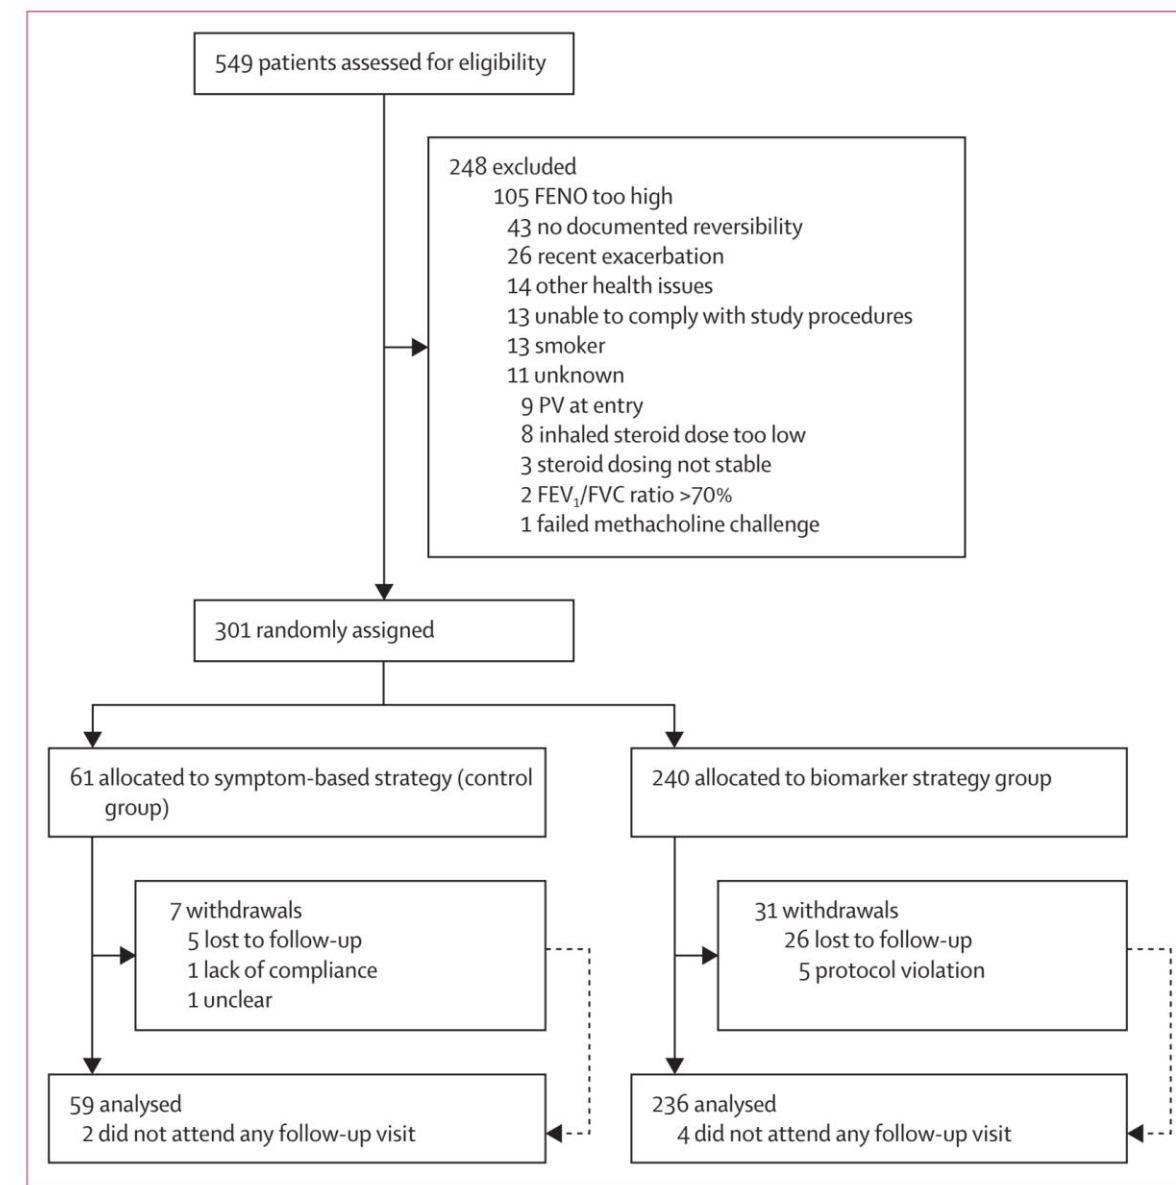 549 patients assessed for eligibility
248 excluded
105 FENO too high
43 no documented reversibility
26 recent exacerbation
14 other health issues
13 unable to comply with study procedures
13 smoker
11 unknown
9 PV at entry
8 inhaled steroid dose too low
3 steroid dosing not stable
2 FEV₁/FVC ratio >70%
1 failed methacholine challenge
301 randomly assigned
61 allocated to symptom-based strategy (control
group)
240 allocated to biomarker strategy group
7 withdrawals
5 lost to follow-up
1 lack of compliance
1 unclear
31 withdrawals
26 lost to follow-up
5 protocol violation
59 analysed
2 did not attend any follow-up visit
236 analysed
4 did not attend any follow-up visit